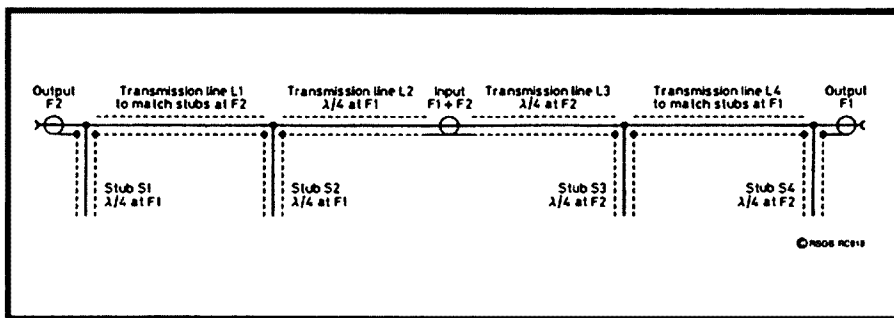 Output
F2
Transmission line L1
to match stubs at F2
Transmission line L2
λ/4 at F1
Input
F1 + F2
Transmission line L3
λ/4 at F2
Transmission line L4
to match stubs at F1
Output
F1
Stub S1
λ/4 at F1
Stub S2
λ/4 at F1
Stub S3
λ/4 at F2
Stub S4
λ/4 at F2
© RSGB